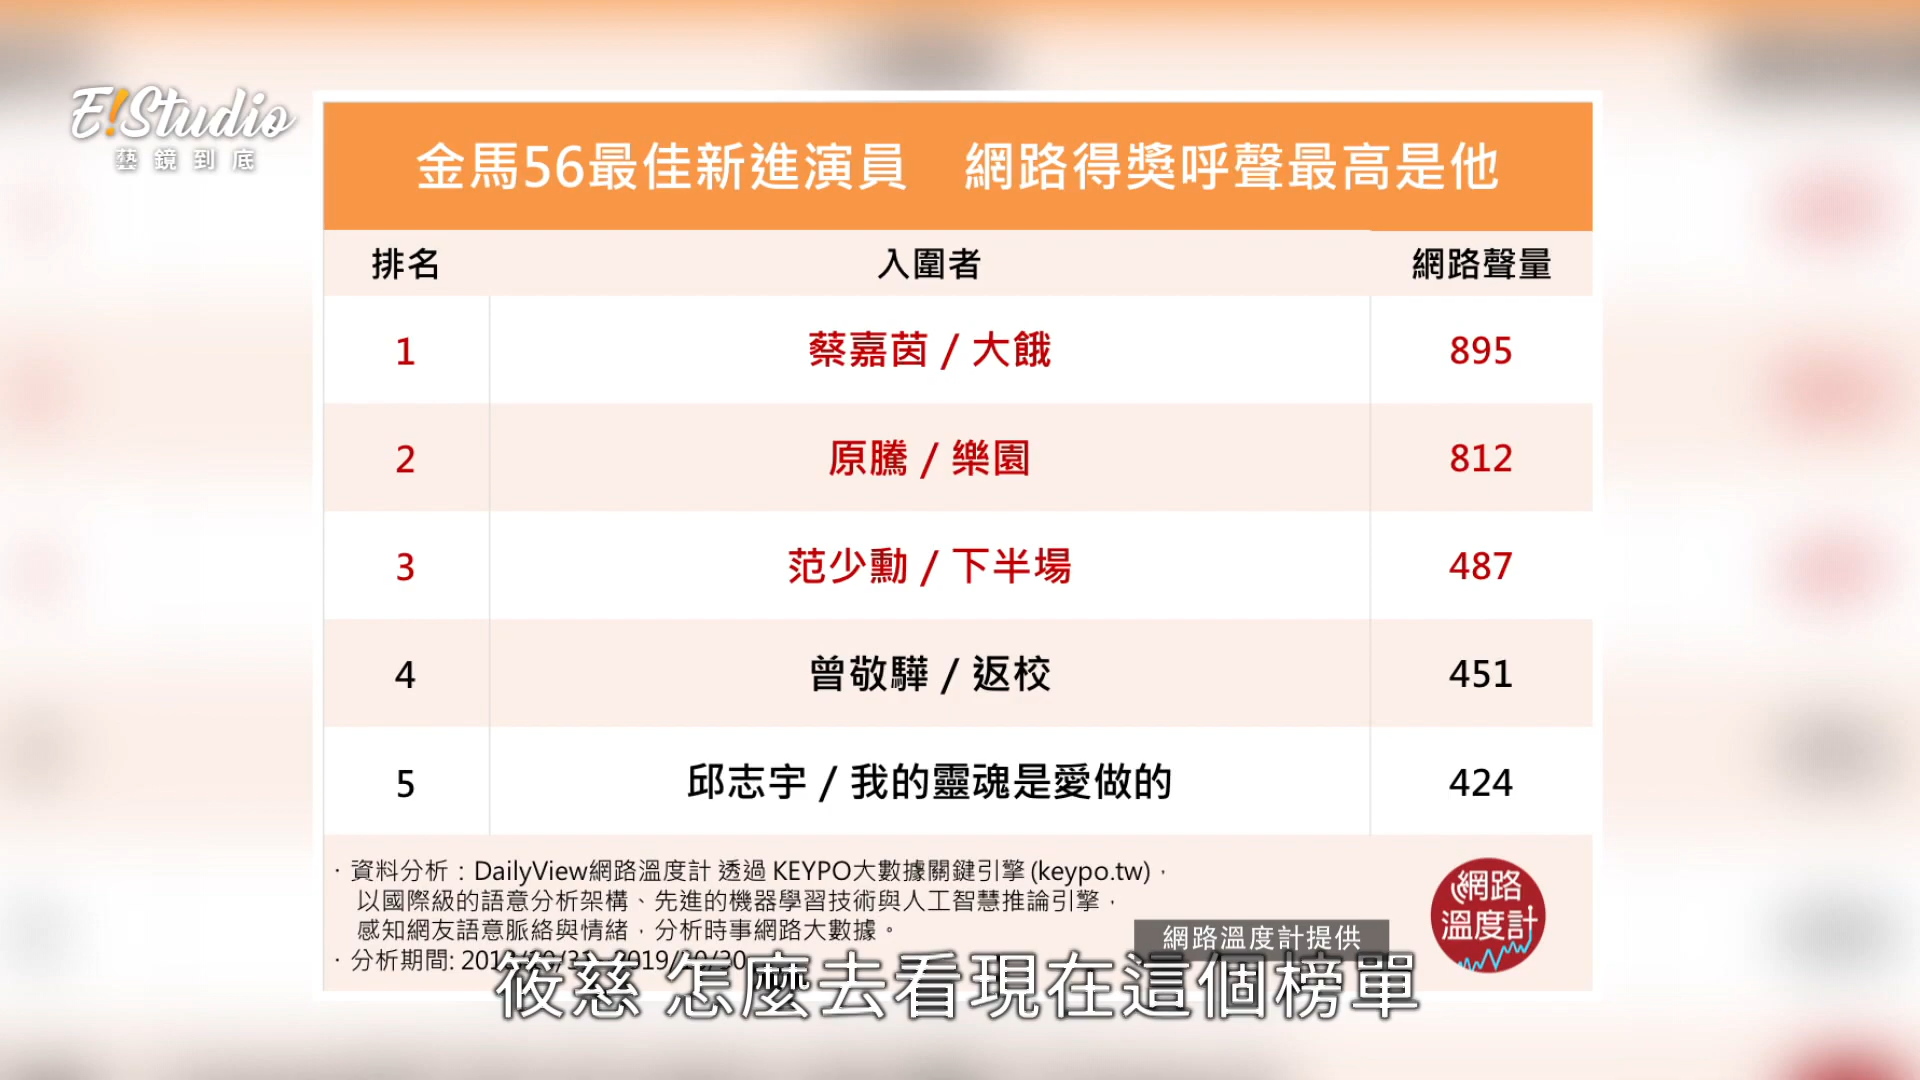 E!Studio
藝鏡到底
金馬56最佳新進演員 網路得獎呼聲最高是他
排名 入圍者 網路聲量
1 蔡嘉茵 / 大餓 895
2 原騰 / 樂園 812
3 范少勳 / 下半場 487
4 曾敬驊 / 返校 451
5 邱志宇 / 我的靈魂是愛做的 424
· 資料分析：DailyView網路溫度計 透過 KEYPO大數據關鍵引擎 (keypo.tw)，
以國際級的語意分析架構、先進的機器學習技術與人工智慧推論引擎，
感知網友語意脈絡與情緒，分析時事網路大數據。
· 分析期間:
網路溫度計提供
網路
溫度計
筱慈 怎麼去看現在這個榜單